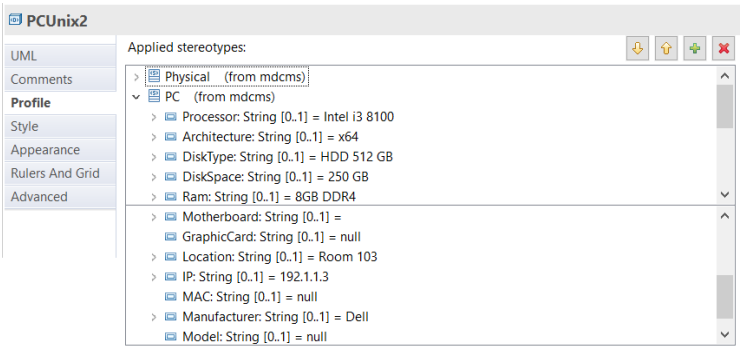 PCUnix2
UML
Comments
Profile
Style
Appearance
Rulers And Grid
Advanced
Applied stereotypes:
Physical (from mdcms)
PC (from mdcms)
Processor: String [0..1] = Intel i3 8100
Architecture: String [0..1] = x64
DiskType: String [0..1] = HDD 512 GB
DiskSpace: String [0..1] = 250 GB
Ram: String [0..1] = 8GB DDR4
Motherboard: String [0..1] =
GraphicCard: String [0..1] = null
Location: String [0..1] = Room 103
IP: String [0..1] = 192.1.1.3
MAC: String [0..1] = null
Manufacturer: String [0..1] = Dell
Model: String [0..1] = null